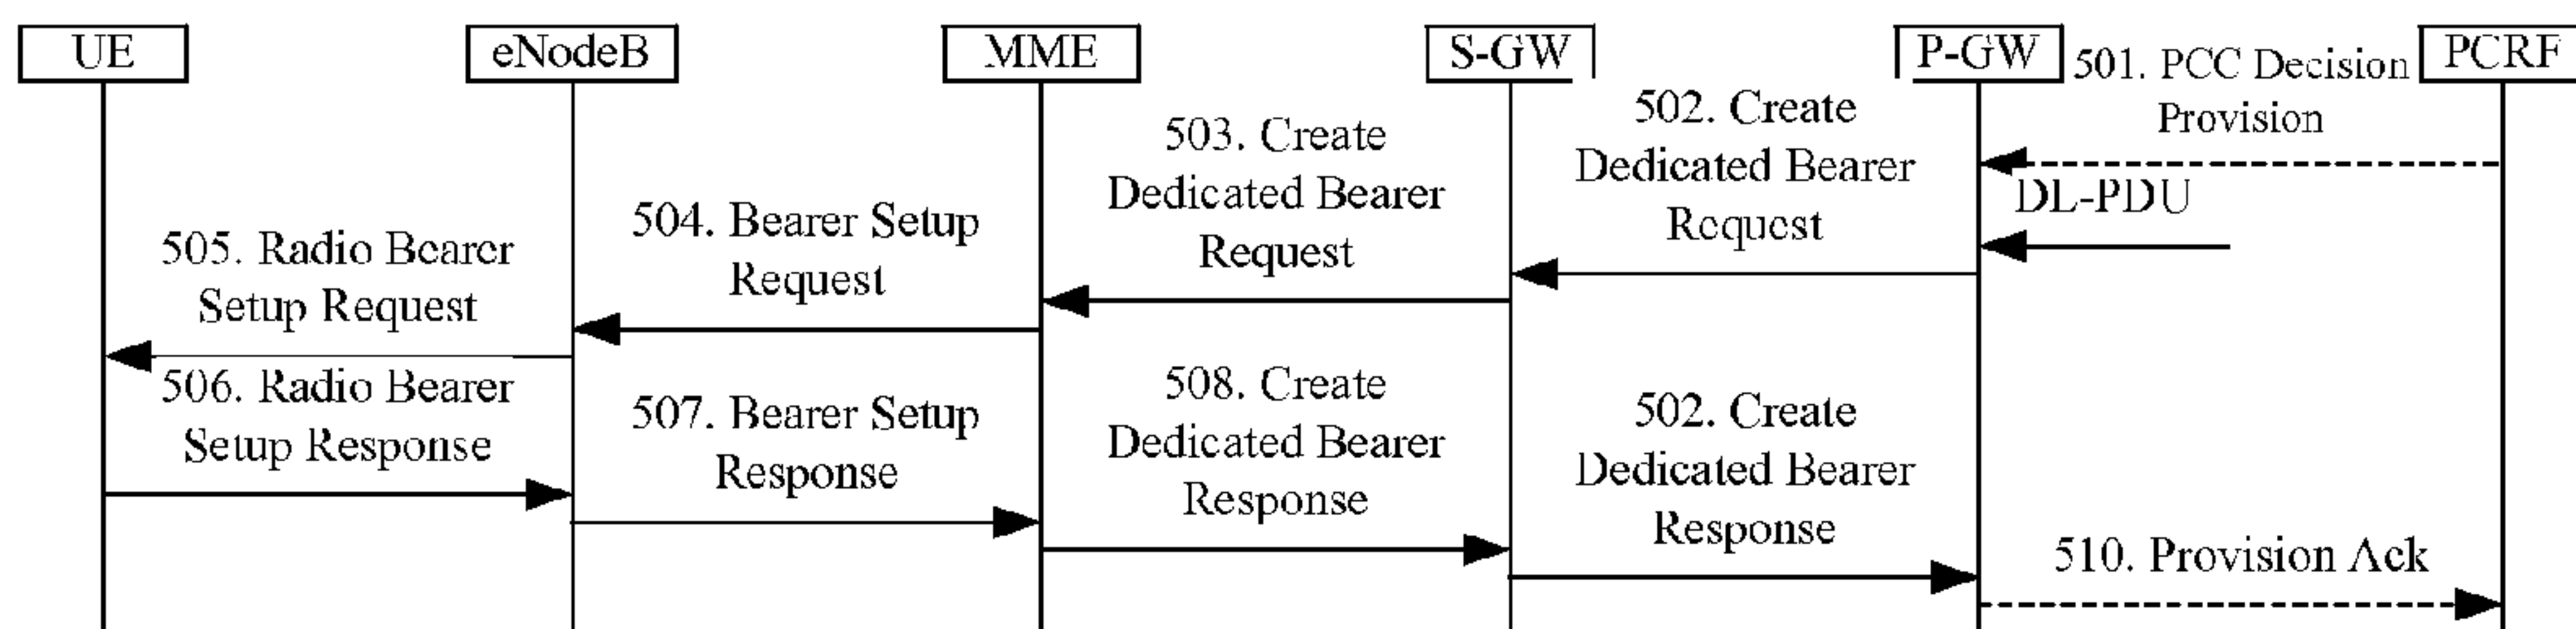 UE
eNodeB
MME
S-GW
P-GW
PCRF
501. PCC Decision
Provision
DL-PDU
502. Create
Dedicated Bearer
Request
503. Create
Dedicated Bearer
Request
504. Bearer Setup
Request
505. Radio Bearer
Setup Request
506. Radio Bearer
Setup Response
507. Bearer Setup
Response
508. Create
Dedicated Bearer
Response
502. Create
Dedicated Bearer
Response
510. Provision Ack